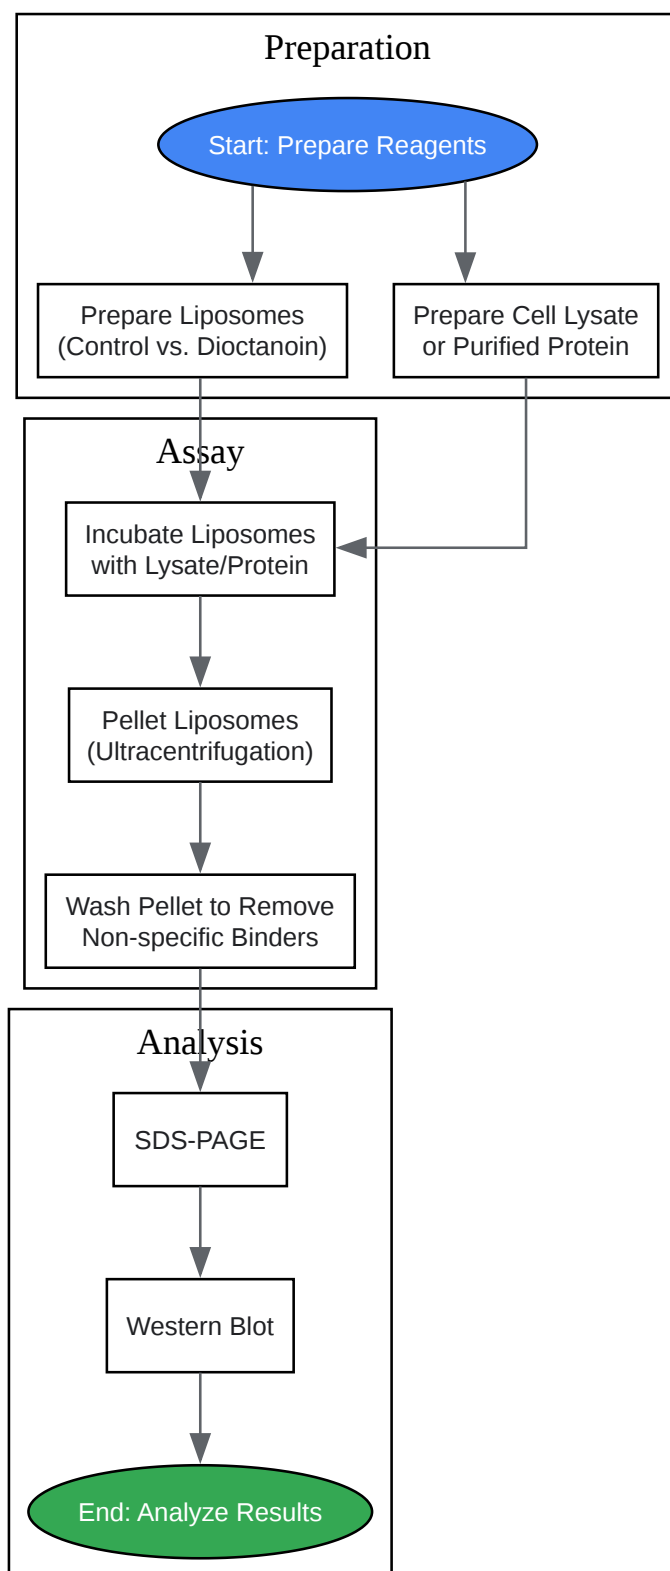 Preparation
Start: Prepare Reagents
Prepare Liposomes
(Control vs. Dioctanoin)
Prepare Cell Lysate
or Purified Protein
Assay
Incubate Liposomes
with Lysate/Protein
Pellet Liposomes
(Ultracentrifugation)
Wash Pellet to Remove
Non-specific Binders
Analysis
SDS-PAGE
Western Blot
End: Analyze Results